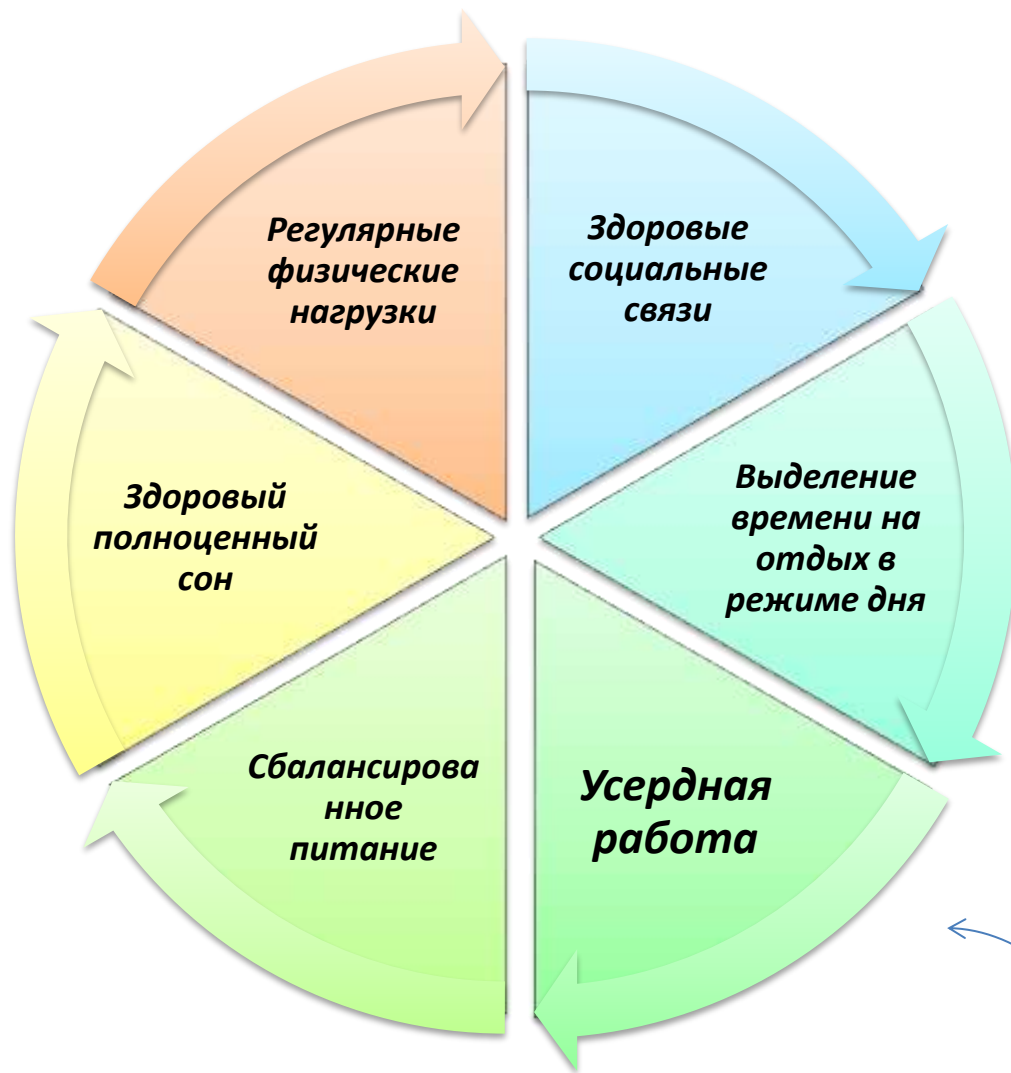 Регулярные
физические
нагрузки
Здоровые
социальные
связи
Выделение
времени на
отдых в
режиме дня
Усердная
работа
Сбалансирова
нное
питание
Здоровый
полноценный
сон